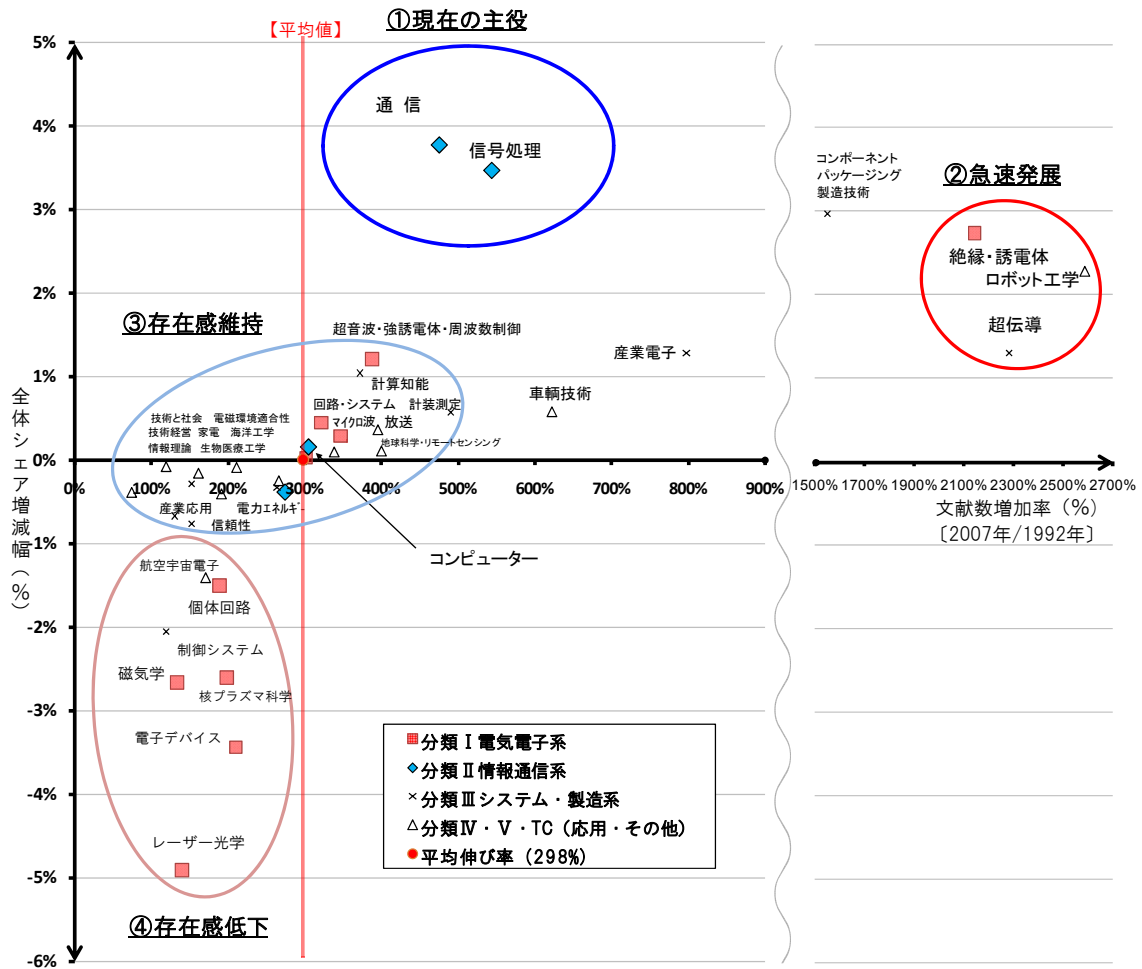 ①現在の主役
【平均値】
5%
4%
3%
2%
1%
0%
-1%
-2%
-3%
-4%
-5%
-6%
全体シェア増減幅(%)
通 信
信号処理
コンポーネント
パッケージング
製造技術
②急速発展
絶縁・誘電体
ロボット工学
超伝導
③存在感維持
超音波・強誘電体・周波数制御
産業電子
計算知能
車輌技術
回路・システム 計装測定
技術と社会 電磁環境適合性
マイクロ波 放送
技術経営 家電 海洋工学
地球科学・リモートセンシング
情報理論 生物医療工学
0% 100% 200% 300% 400% 500% 600% 700% 800% 900% 1500% 1700% 1900% 2100% 2300% 2500% 2700%
産業応用 電力エネルギー
信頼性
文献数増加率(%)
〔2007年/1992年〕
コンピューター
航空宇宙電子
個体回路
制御システム
磁気学
核プラズマ科学
電子デバイス
レーザー光学
④存在感低下
分類Ⅰ電気電子系
分類Ⅱ情報通信系
分類Ⅲシステム・製造系
分類Ⅳ・Ⅴ・TC(応用・その他)
平均伸び率(298%)